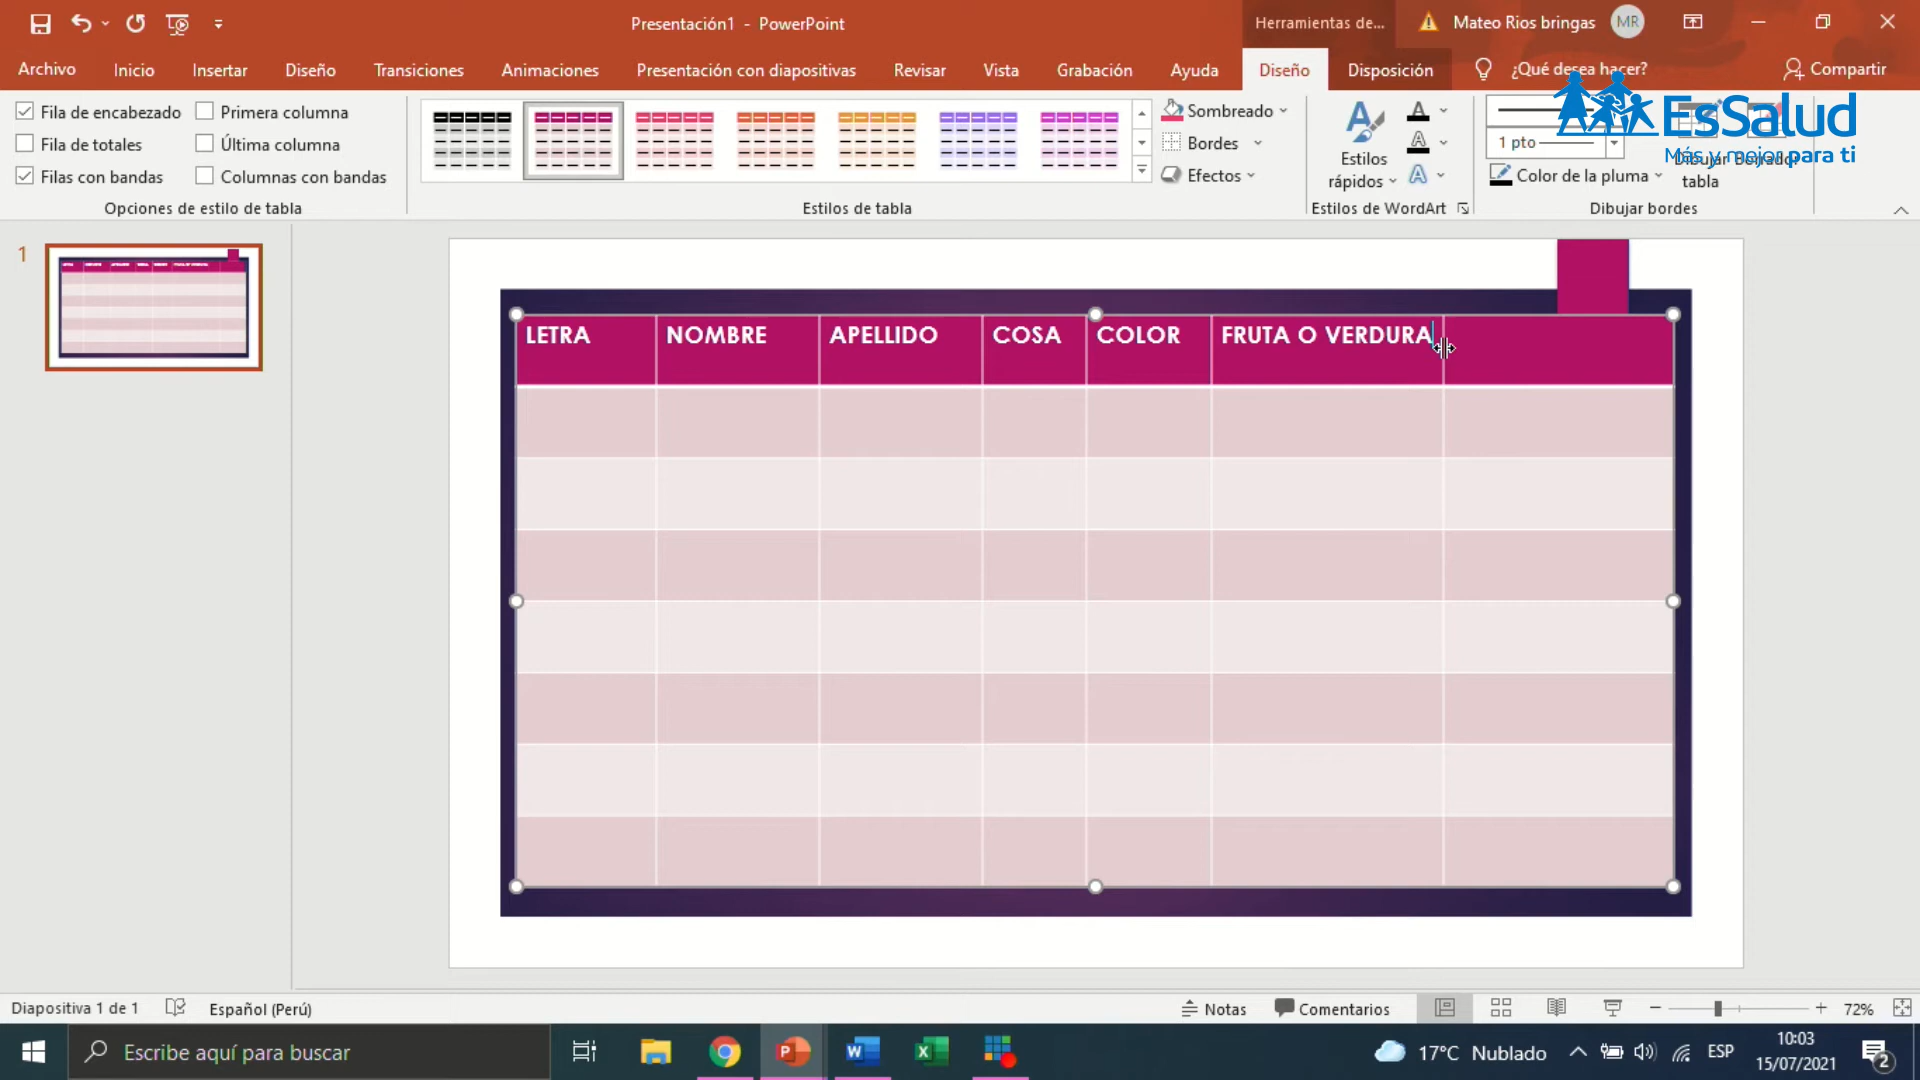 Presentación1 - PowerPoint
Herramientas de...
Mateo Rios bringas
MR
Archivo
Inicio
Insertar
Diseño
Transiciones
Animaciones
Presentación con diapositivas
Revisar
Vista
Grabación
Ayuda
Diseño
Disposición
¿Qué desea hacer?
Compartir
Fila de encabezado
Primera columna
Fila de totales
Última columna
Filas con bandas
Columnas con bandas
Opciones de estilo de tabla
Estilos de tabla
Sombreado
Bordes
Efectos
Estilos
rápidos
A
A
A
A
Estilos de WordArt
1 pto
Color de la pluma
Dibujar
tabla
Borrador
Dibujar bordes
EsSalud
Más y mejor para ti
1
LETRA NOMBRE APELLIDO COSA COLOR FRUTA O VERDURA
Diapositiva 1 de 1
Español (Perú)
Notas
Comentarios
72%
Escribe aquí para buscar
17°C Nublado
ESP
10:03
15/07/2021
2